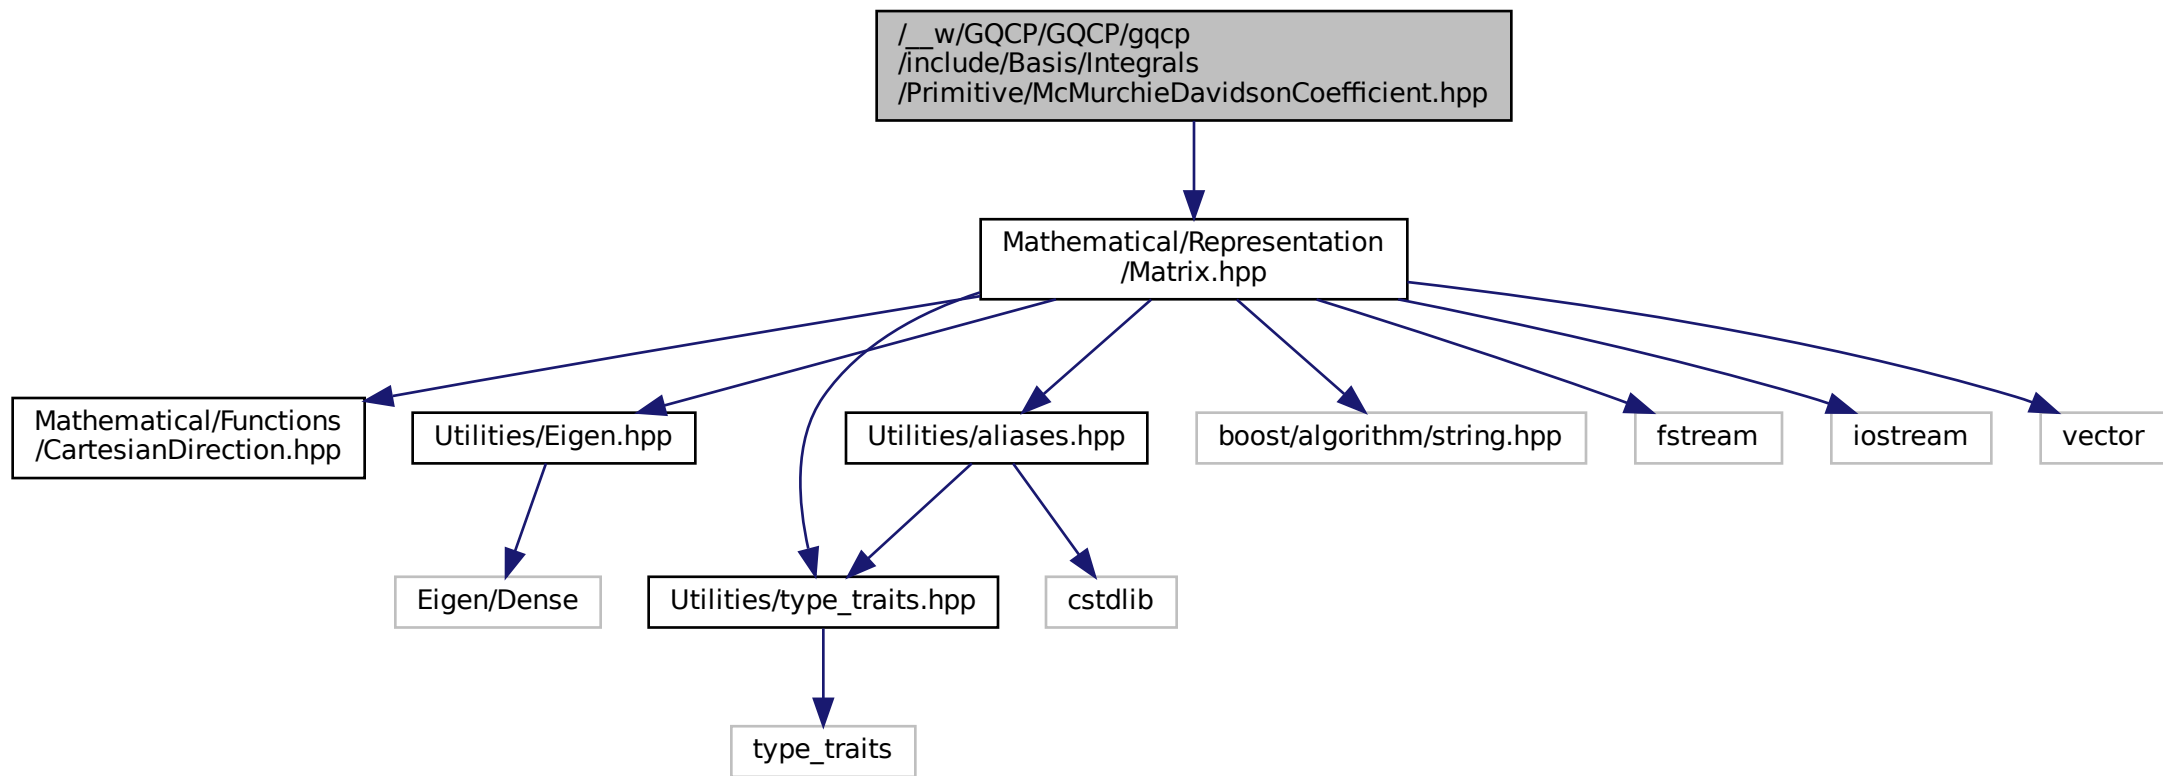 /__w/GQCP/GQCP/gqcp
/include/Basis/Integrals
/Primitive/McMurchieDavidsonCoefficient.hpp
Mathematical/Representation
/Matrix.hpp
Mathematical/Functions
/CartesianDirection.hpp
Utilities/Eigen.hpp
Utilities/aliases.hpp
boost/algorithm/string.hpp
fstream
iostream
vector
Eigen/Dense
Utilities/type_traits.hpp
cstdlib
type_traits